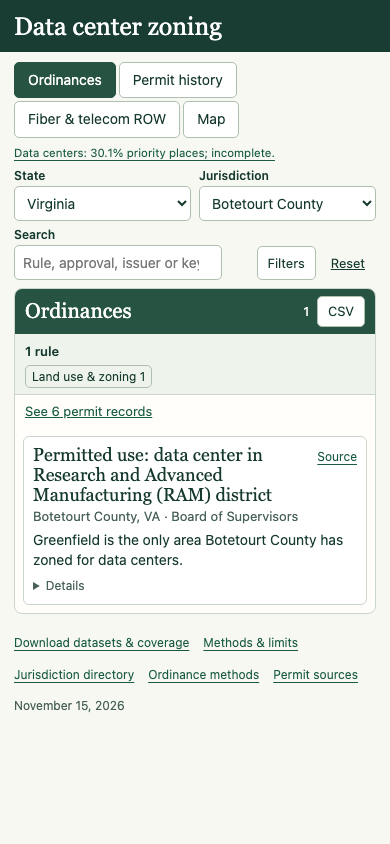 Data center zoning
Ordinances
Permit history
Fiber & telecom ROW
Map
Data centers: 30.1% priority places; incomplete.
State
Jurisdiction
Virginia
Botetourt County
Search
Rule, approval, issuer or key
Filters
Reset
Ordinances
1
CSV
1 rule
Land use & zoning 1
See 6 permit records
Permitted use: data center in
Research and Advanced
Manufacturing (RAM) district
Source
Botetourt County, VA · Board of Supervisors
Greenfield is the only area Botetourt County has
zoned for data centers.
Details
Download datasets & coverage
Methods & limits
Jurisdiction directory
Ordinance methods
Permit sources
November 15, 2026